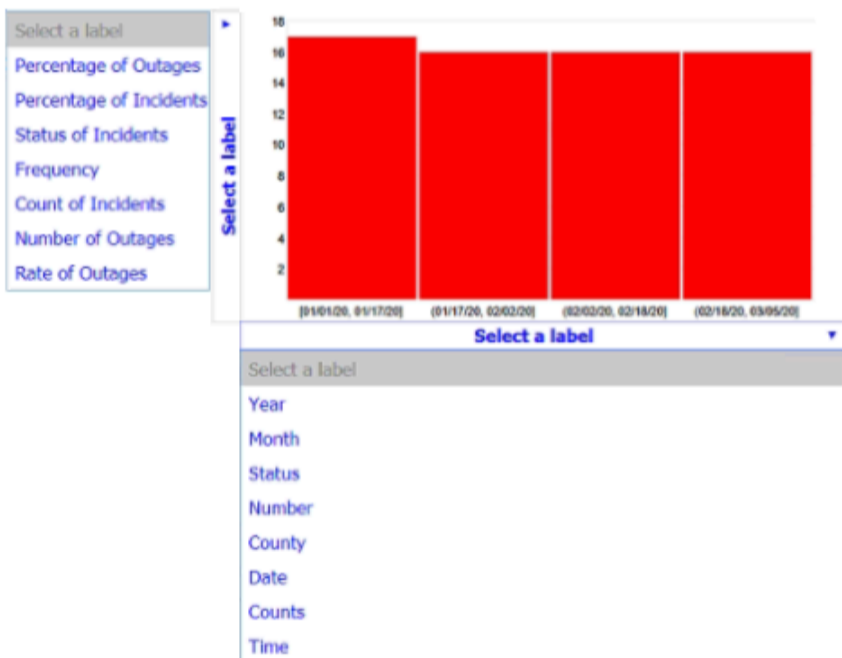 Select a label
Percentage of Outages
Percentage of Incidents
Status of Incidents
Frequency
Count of Incidents
Number of Outages
Rate of Outages
Select a label
18
16
14
12
10
8
6
4
2
[01/01/20, 01/17/20] (01/17/20, 02/02/20] (02/02/20, 02/18/20] (02/18/20, 03/05/20]
Select a label
Select a label
Year
Month
Status
Number
County
Date
Counts
Time